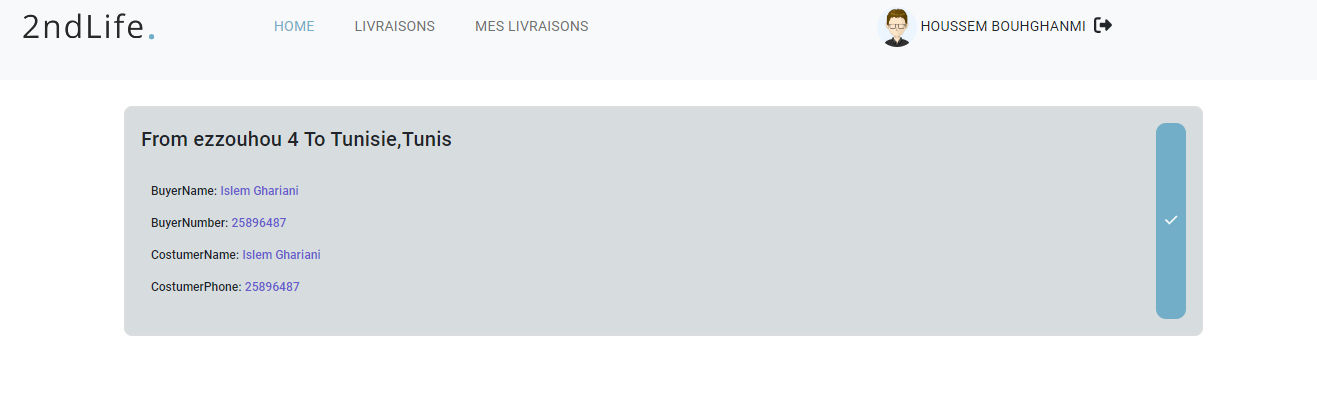 2ndLife.
HOME LIVRAISONS MES LIVRAISONS
HOUSSEM BOUHGHANMI
From ezzouhou 4 To Tunisie,Tunis
BuyerName: Islem Ghariani
BuyerNumber: 25896487
CostumerName: Islem Ghariani
CostumerPhone: 25896487